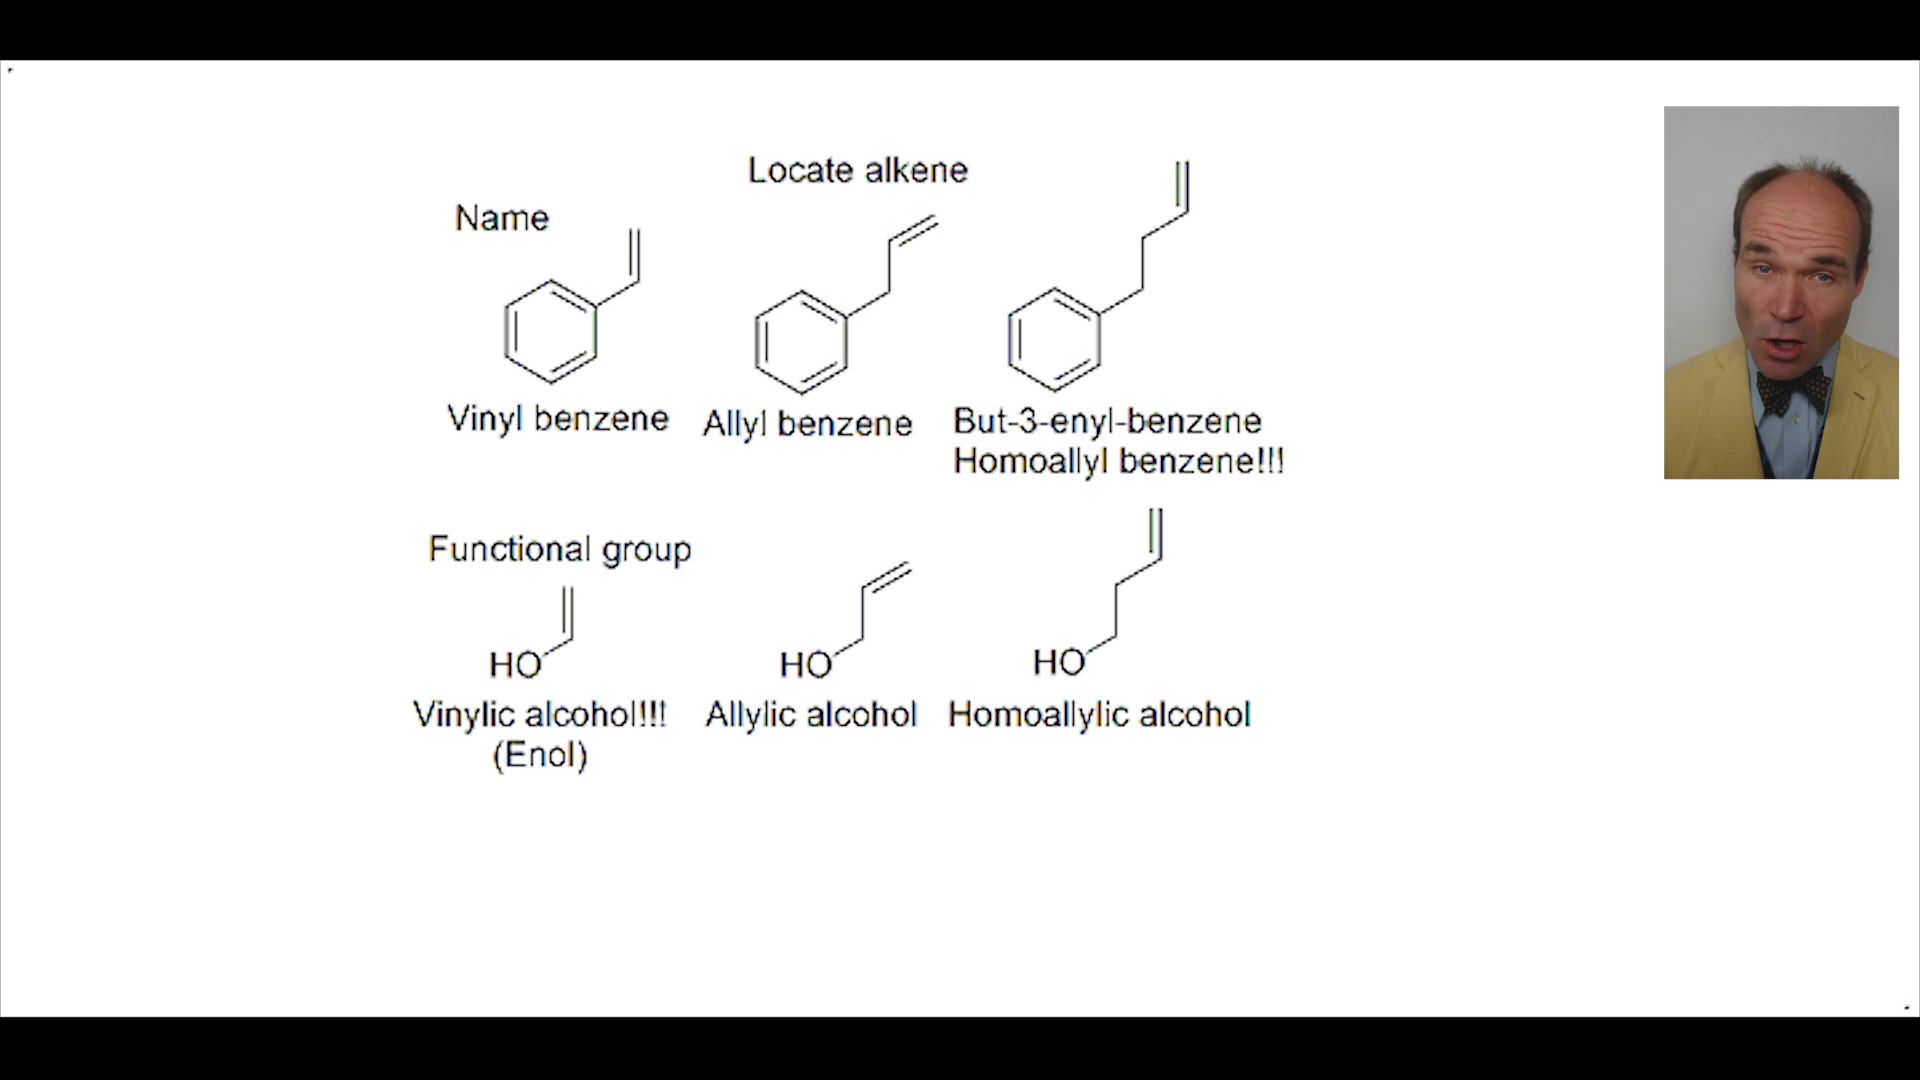 Locate alkene
Name
Vinyl benzene
Allyl benzene
But-3-enyl-benzene
Homoallyl benzene!!!
Functional group
HO
HO
HO
Vinylic alcohol!!!
(Enol)
Allylic alcohol
Homoallylic alcohol